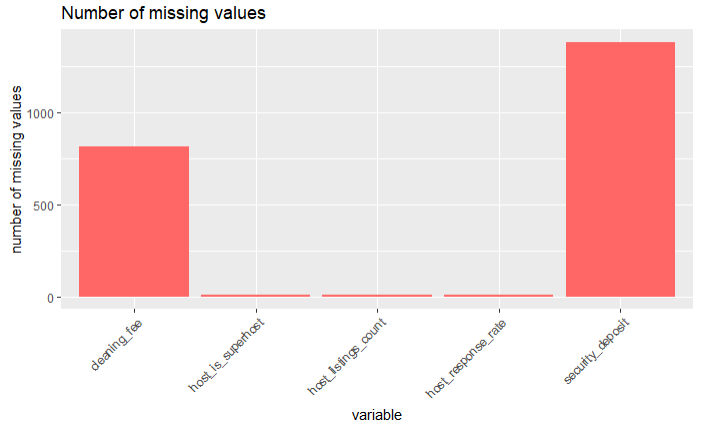 Number of missing values
number of missing values
1000
500
0
cleaning_fee
host_is_superhost
host_listings_count
host_response_rate
security_deposit
variable